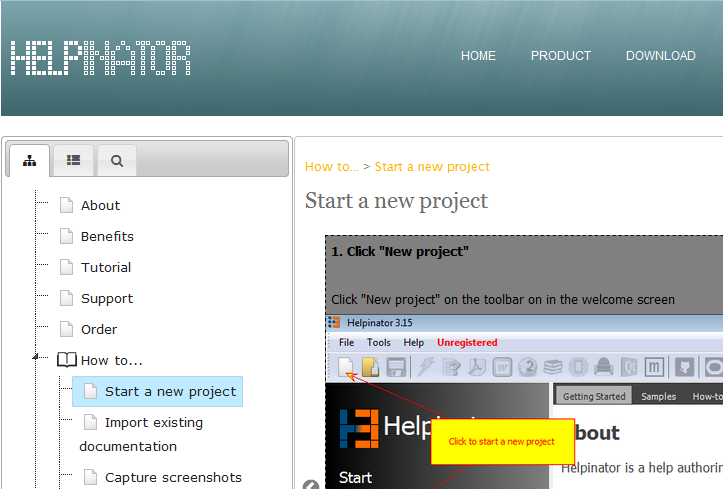 HELPINATOR
HOME PRODUCT DOWNLOAD
About
Benefits
Tutorial
Support
Order
How to...
Start a new project
Import existing
documentation
Capture screenshots
How to... > Start a new project
Start a new project
1. Click "New project"
Click "New project" on the toolbar on in the welcome screen
Helpinator 3.15
File Tools Help Unregistered
Getting Started Samples How-to
Click to start a new project
bout
Helpinator is a help authorin
Start